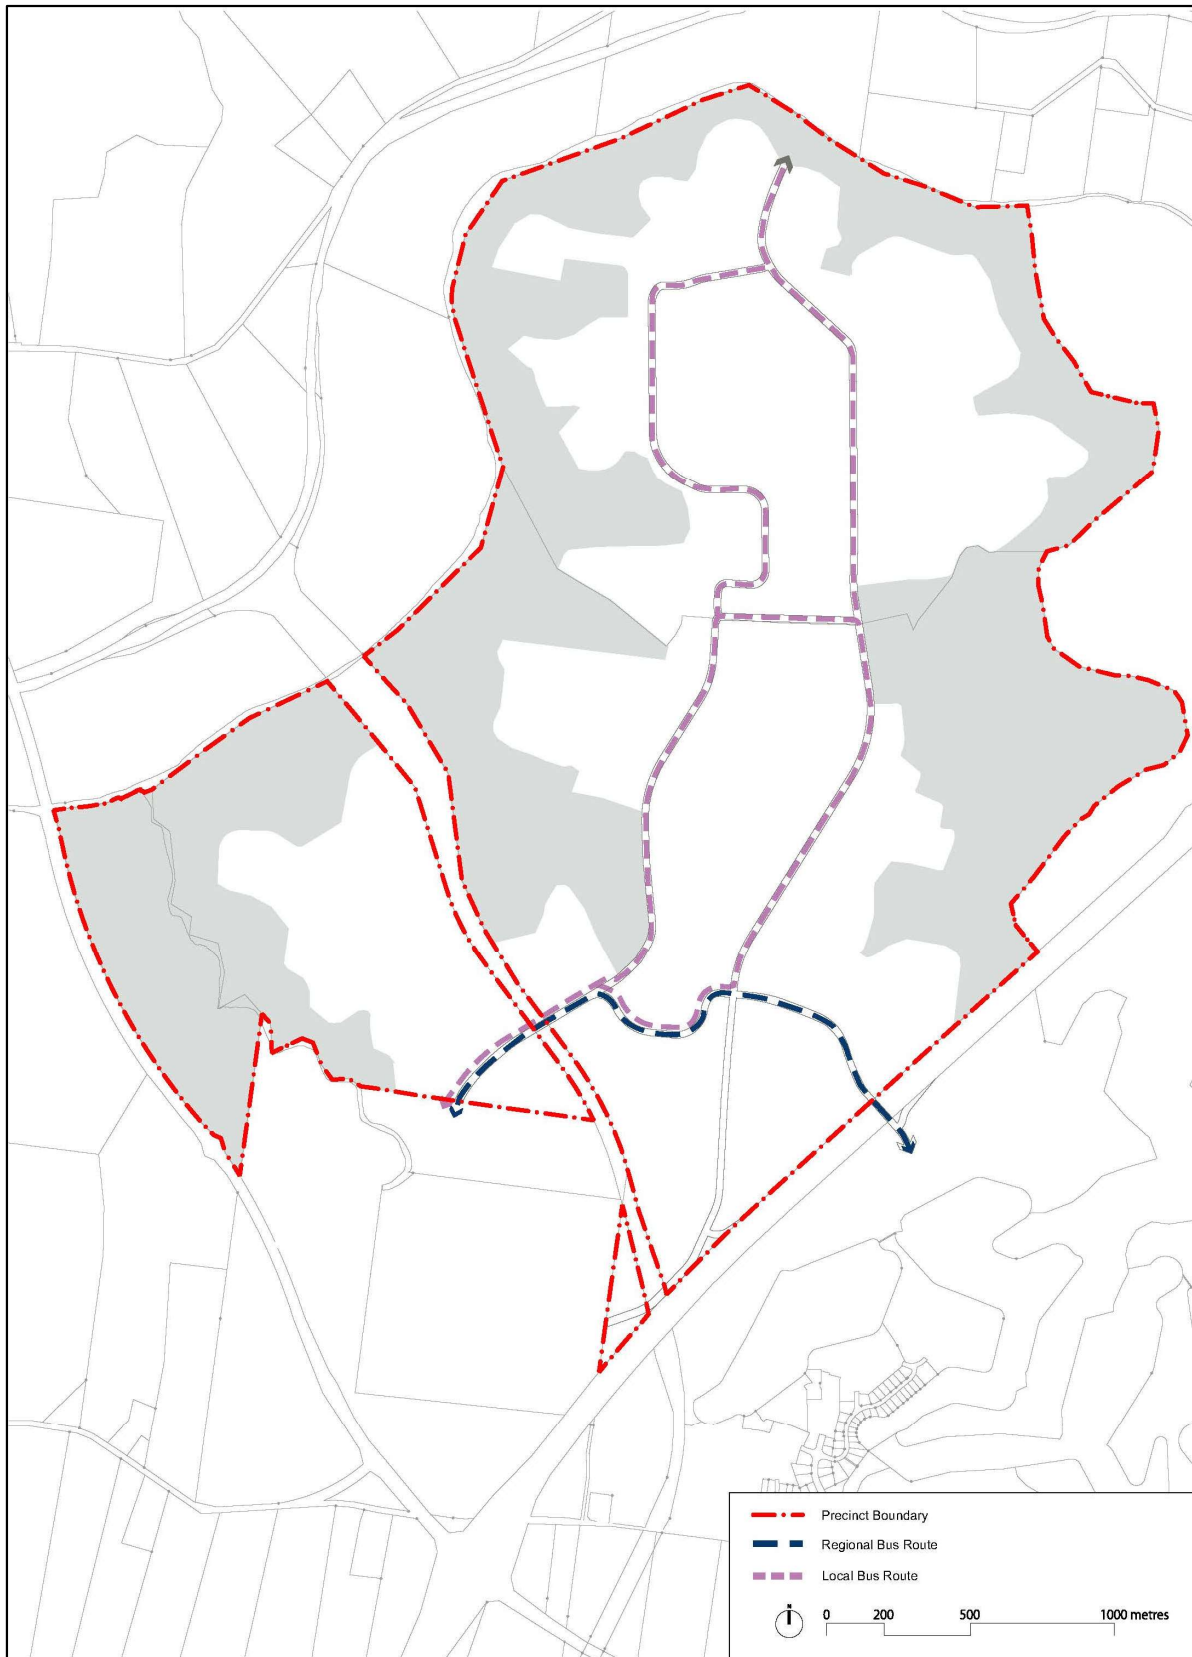 Precinct Boundary
Regional Bus Route
Local Bus Route
N
0 200 500 1000 metres